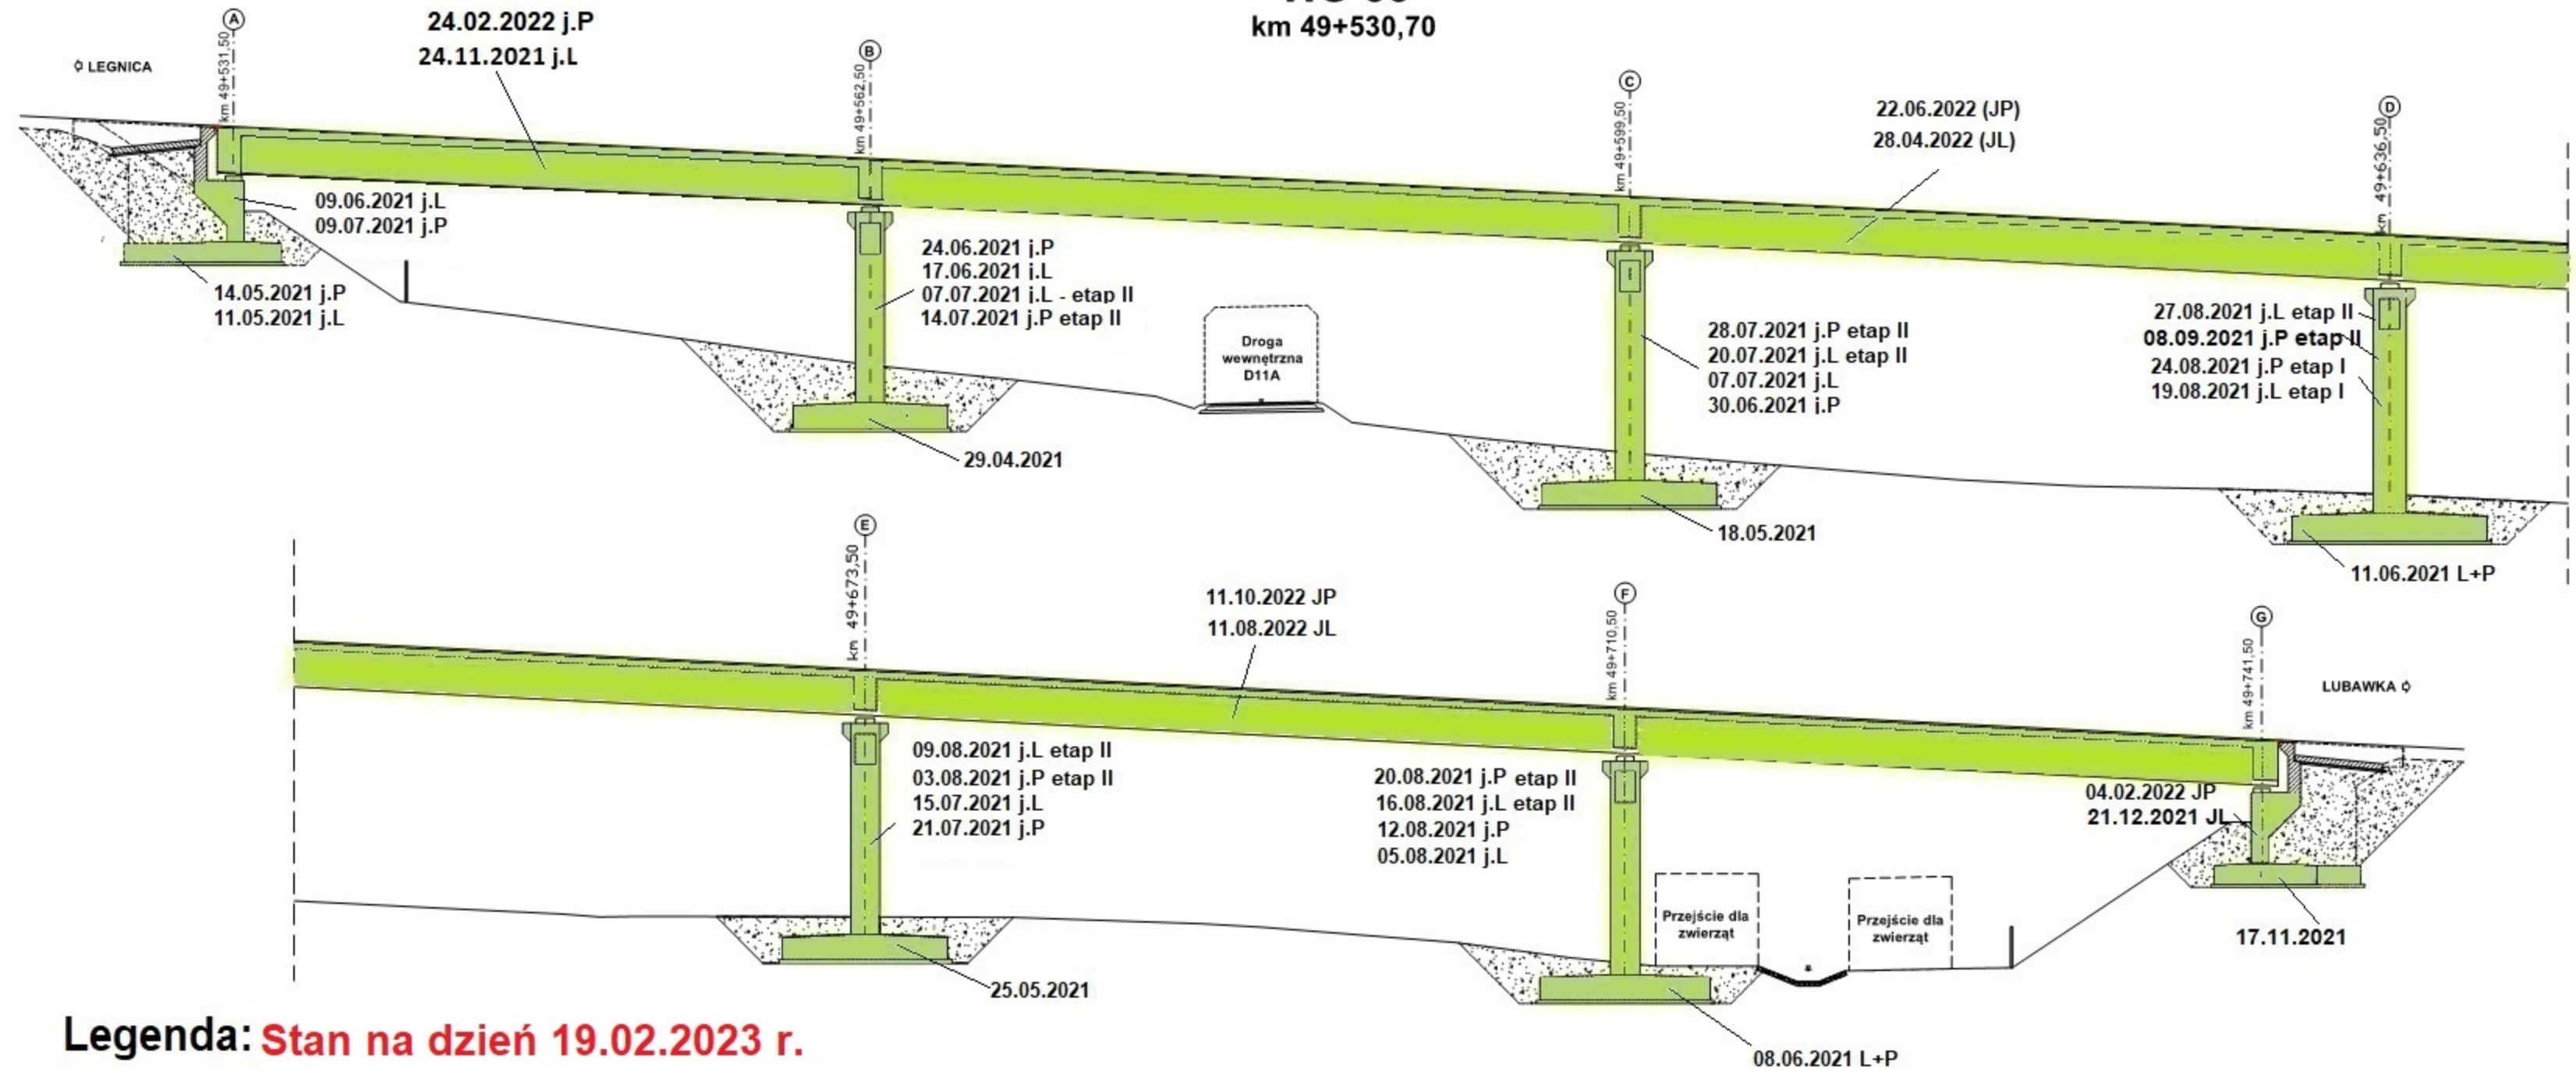 km 49+530,70
A
B
C
D
km 49+531,50
km 49+562,50
km 49+599,50
km 49+636,50
LEGNICA
24.02.2022 j.P
24.11.2021 j.L
22.06.2022 (JP)
28.04.2022 (JL)
09.06.2021 j.L
09.07.2021 j.P
14.05.2021 j.P
11.05.2021 j.L
24.06.2021 j.P
17.06.2021 j.L
07.07.2021 j.L - etap II
14.07.2021 j.P etap II
29.04.2021
Droga
wewnętrzna
D11A
28.07.2021 j.P etap II
20.07.2021 j.L etap II
07.07.2021 j.L
30.06.2021 j.P
18.05.2021
27.08.2021 j.L etap II
08.09.2021 j.P etap II
24.08.2021 j.P etap I
19.08.2021 j.L etap I
11.06.2021 L+P
E
F
G
km 49+673,50
km 49+710,50
km 49+741,50
11.10.2022 JP
11.08.2022 JL
LUBAWKA
09.08.2021 j.L etap II
03.08.2021 j.P etap II
15.07.2021 j.L
21.07.2021 j.P
25.05.2021
20.08.2021 j.P etap II
16.08.2021 j.L etap II
12.08.2021 j.P
05.08.2021 j.L
Przejście dla
zwierząt
Przejście dla
zwierząt
08.06.2021 L+P
04.02.2022 JP
21.12.2021 JL
17.11.2021
Legenda: Stan na dzień 19.02.2023 r.